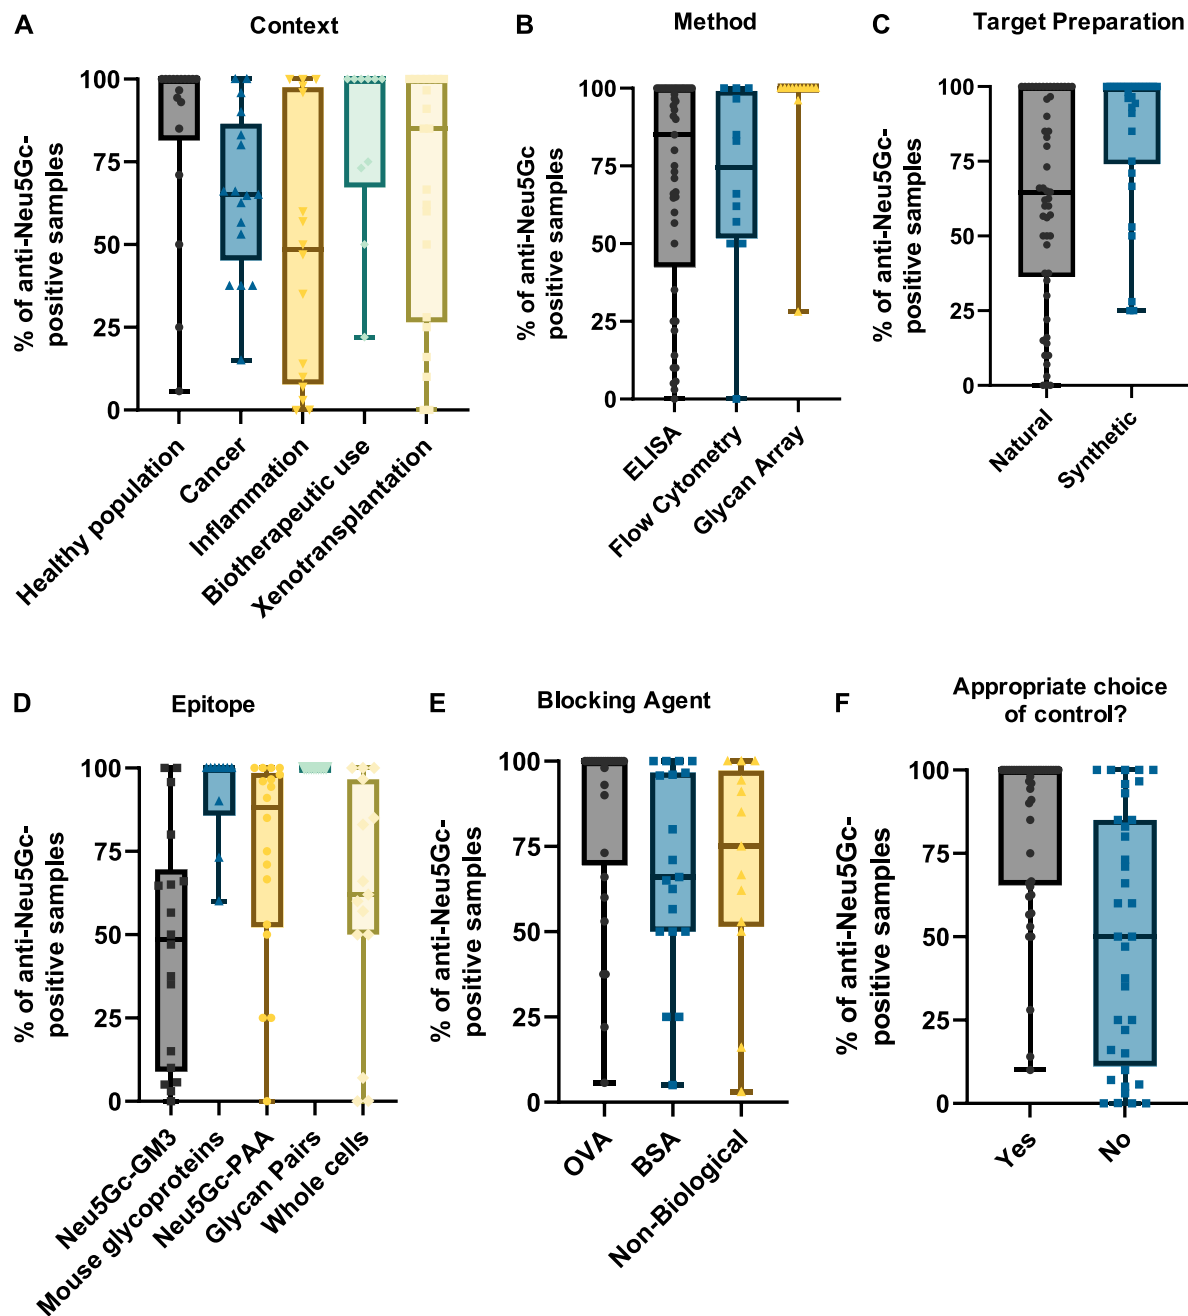 A
Context
% of anti-Neu5Gc-
positive samples
100
75
50
25
0
Healthy population
Cancer
Inflammation
Biotherapeutic use
Xenotransplantation
B
Method
% of anti-Neu5Gc
positive samples
100
75
50
25
0
ELISA
Flow Cytometry
Glycan Array
C
Target Preparation
% of anti-Neu5Gc-
positive samples
100
75
50
25
0
Natural
Synthetic
D
Epitope
% of anti-Neu5Gc-
positive samples
100
75
50
25
0
Neu5Gc-GM3
Mouse glycoproteins
Neu5Gc-PAA
Glycan Pairs
Whole cells
E
Blocking Agent
% of anti-Neu5Gc-
positive samples
100
75
50
25
0
OVA
BSA
Non-Biological
F
Appropriate choice
of control?
% of anti-Neu5Gc-
positive samples
100
75
50
25
0
Yes
No